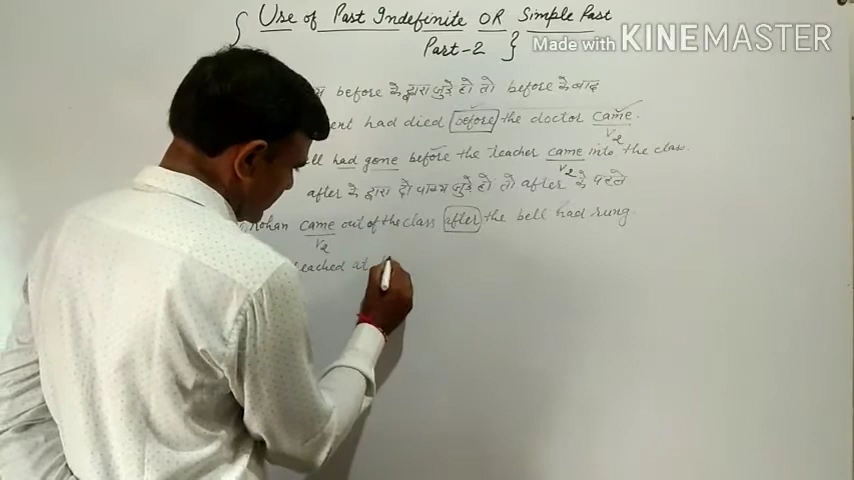 Use of Past Indefinite OR Simple Past
Part-2
Made with KINEMASTER
before के द्वारा जुड़े हो तो before के बाद
had died before the doctor came.
V2
had gone before the teacher came into the class.
V2
after के द्वारा दो वाक्य जुड़े हो तो after के पहले
Rohan came out of the class after the bell had rung.
V2
at